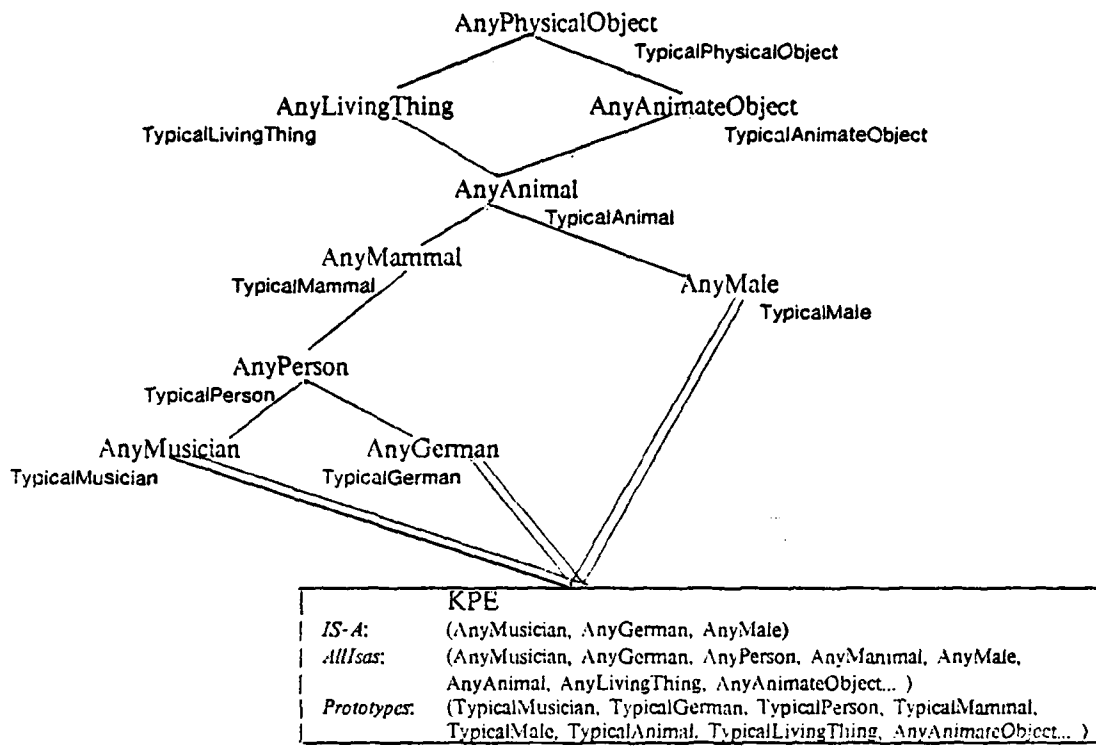 AnyPhysicalObject
TypicalPhysicalObject
AnyLivingThing
AnyAnimateObject
TypicalLivingThing
TypicalAnimateObject
AnyAnimal
TypicalAnimal
AnyMammal
TypicalMammal
AnyMale
TypicalMale
AnyPerson
TypicalPerson
AnyMusician
AnyGerman
TypicalMusician
TypicalGerman
KPE
IS-A: (AnyMusician, AnyGerman, AnyMale)
AllIsas: (AnyMusician, AnyGerman, AnyPerson, AnyMammal, AnyMale,
AnyAnimal, AnyLivingThing, AnyAnimateObject... )
Prototypes: (TypicalMusician, TypicalGerman, TypicalPerson, TypicalMammal,
TypicalMale, TypicalAnimal, TypicalLivingThing, AnyAnimateObject... )